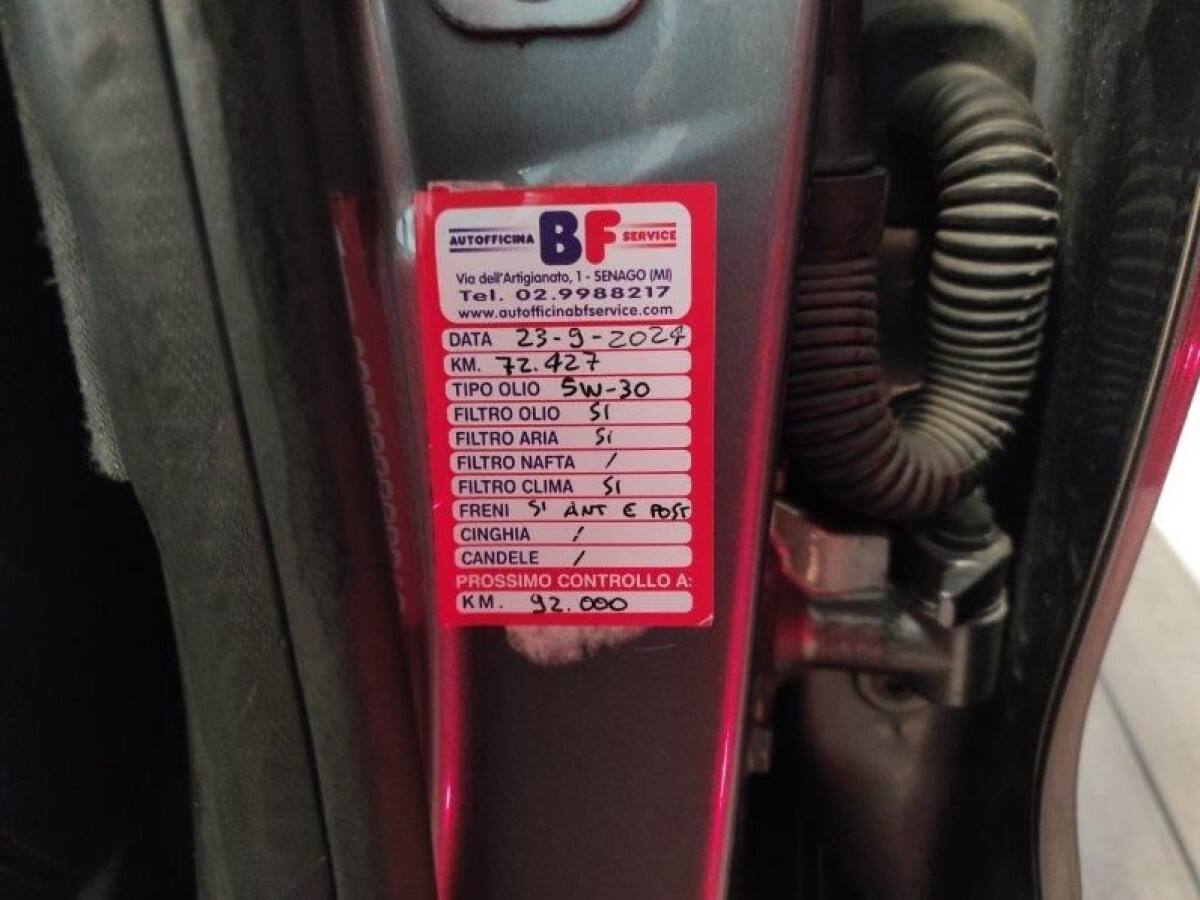 AUTOFFICINA BF SERVICE
Via dell'Artigianato, 1 - SENAGO (MI)
Tel. 02.9988217
www.autofficinabfservice.com
DATA 23-9-2024
KM. 72.427
TIPO OLIO 5W-30
FILTRO OLIO SI
FILTRO ARIA SI
FILTRO NAFTA /
FILTRO CLIMA SI
FRENI SI ANT E POST
CINGHIA /
CANDELE /
PROSSIMO CONTROLLO A:
KM. 92.000